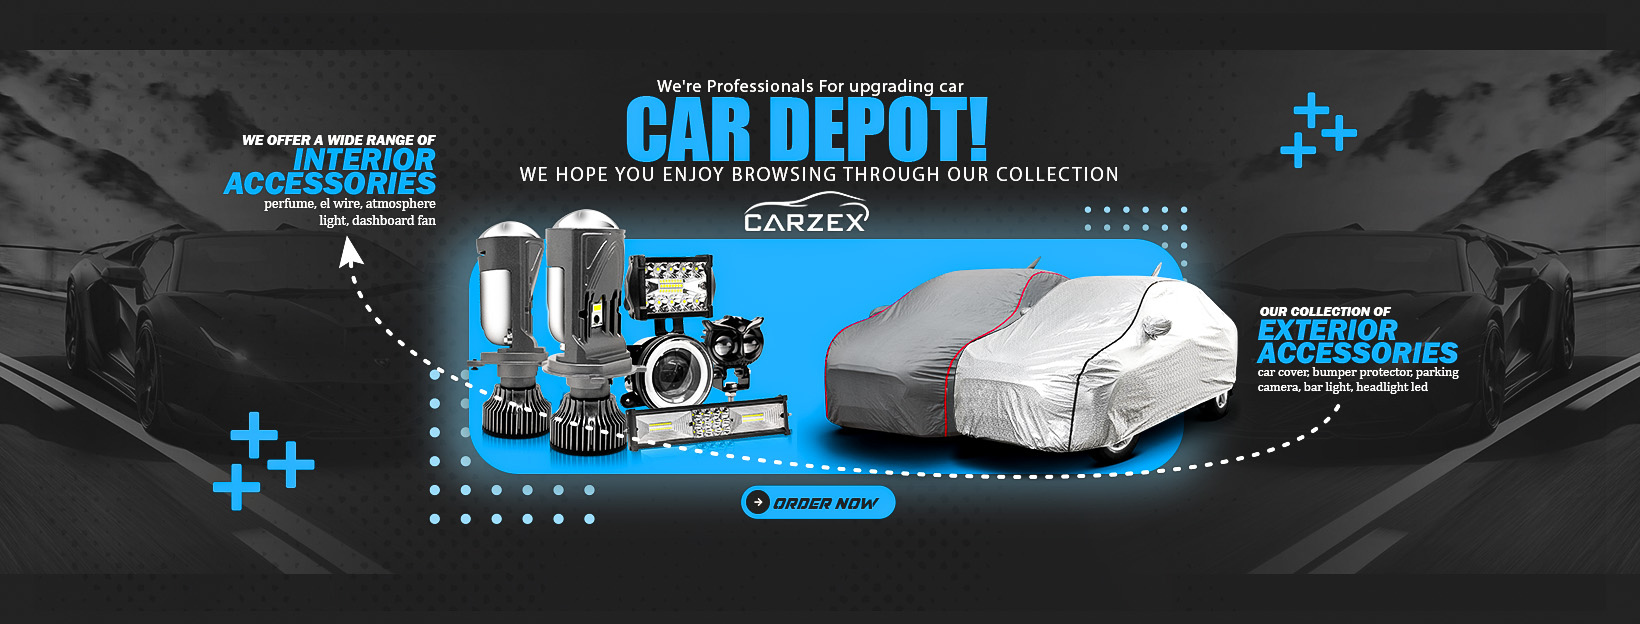 We're Professionals For upgrading car
CAR DEPOT!
WE HOPE YOU ENJOY BROWSING THROUGH OUR COLLECTION
CARZEX
WE OFFER A WIDE RANGE OF
INTERIOR
ACCESSORIES
perfume, el wire, atmosphere
light, dashboard fan
OUR COLLECTION OF
EXTERIOR
ACCESSORIES
car cover, bumper protector, parking
camera, bar light, headlight led
ORDER NOW